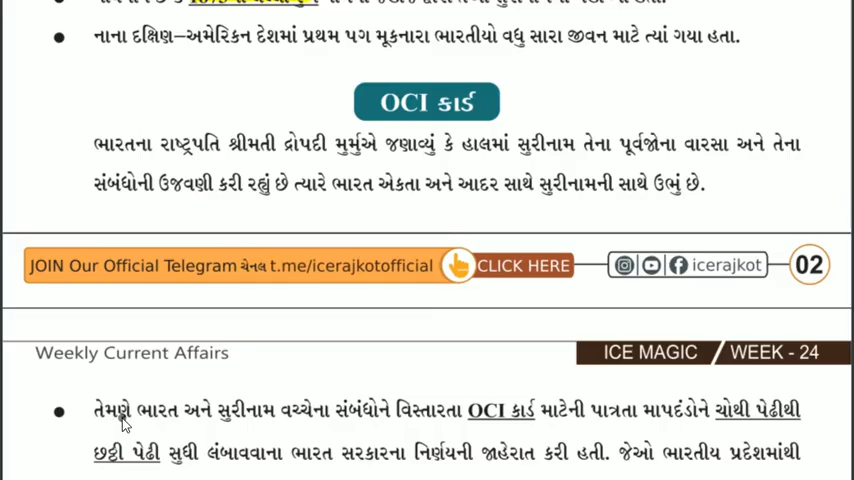 1873
નાના દક્ષિણ–અમેરિકન દેશમાં પ્રથમ પગ મૂકનારા ભારતીયો વધુ સારા જીવન માટે ત્યાં ગયા હતા.
OCI કાર્ડ
ભારતના રાષ્ટ્રપતિ શ્રીમતી દ્રોપદી મુર્મુએ જણાવ્યું કે હાલમાં સુરીનામ તેના પૂર્વજોના વારસા અને તેના
સંબંધોની ઉજવણી કરી રહ્યું છે ત્યારે ભારત એકતા અને આદર સાથે સુરીનામની સાથે ઉભું છે.
JOIN Our Official Telegram ચેનલ t.me/icerajkotofficial CLICK HERE icerajkot 02
Weekly Current Affairs ICE MAGIC WEEK - 24
તેમણે ભારત અને સુરીનામ વચ્ચેના સંબંધોને વિસ્તારતા OCI કાર્ડ માટેની પાત્રતા માપદંડોને ચોથી પેઢીથી
છઠ્ઠી પેઢી સુધી લંબાવવાના ભારત સરકારના નિર્ણયની જાહેરાત કરી હતી. જેઓ ભારતીય પ્રદેશમાંથી